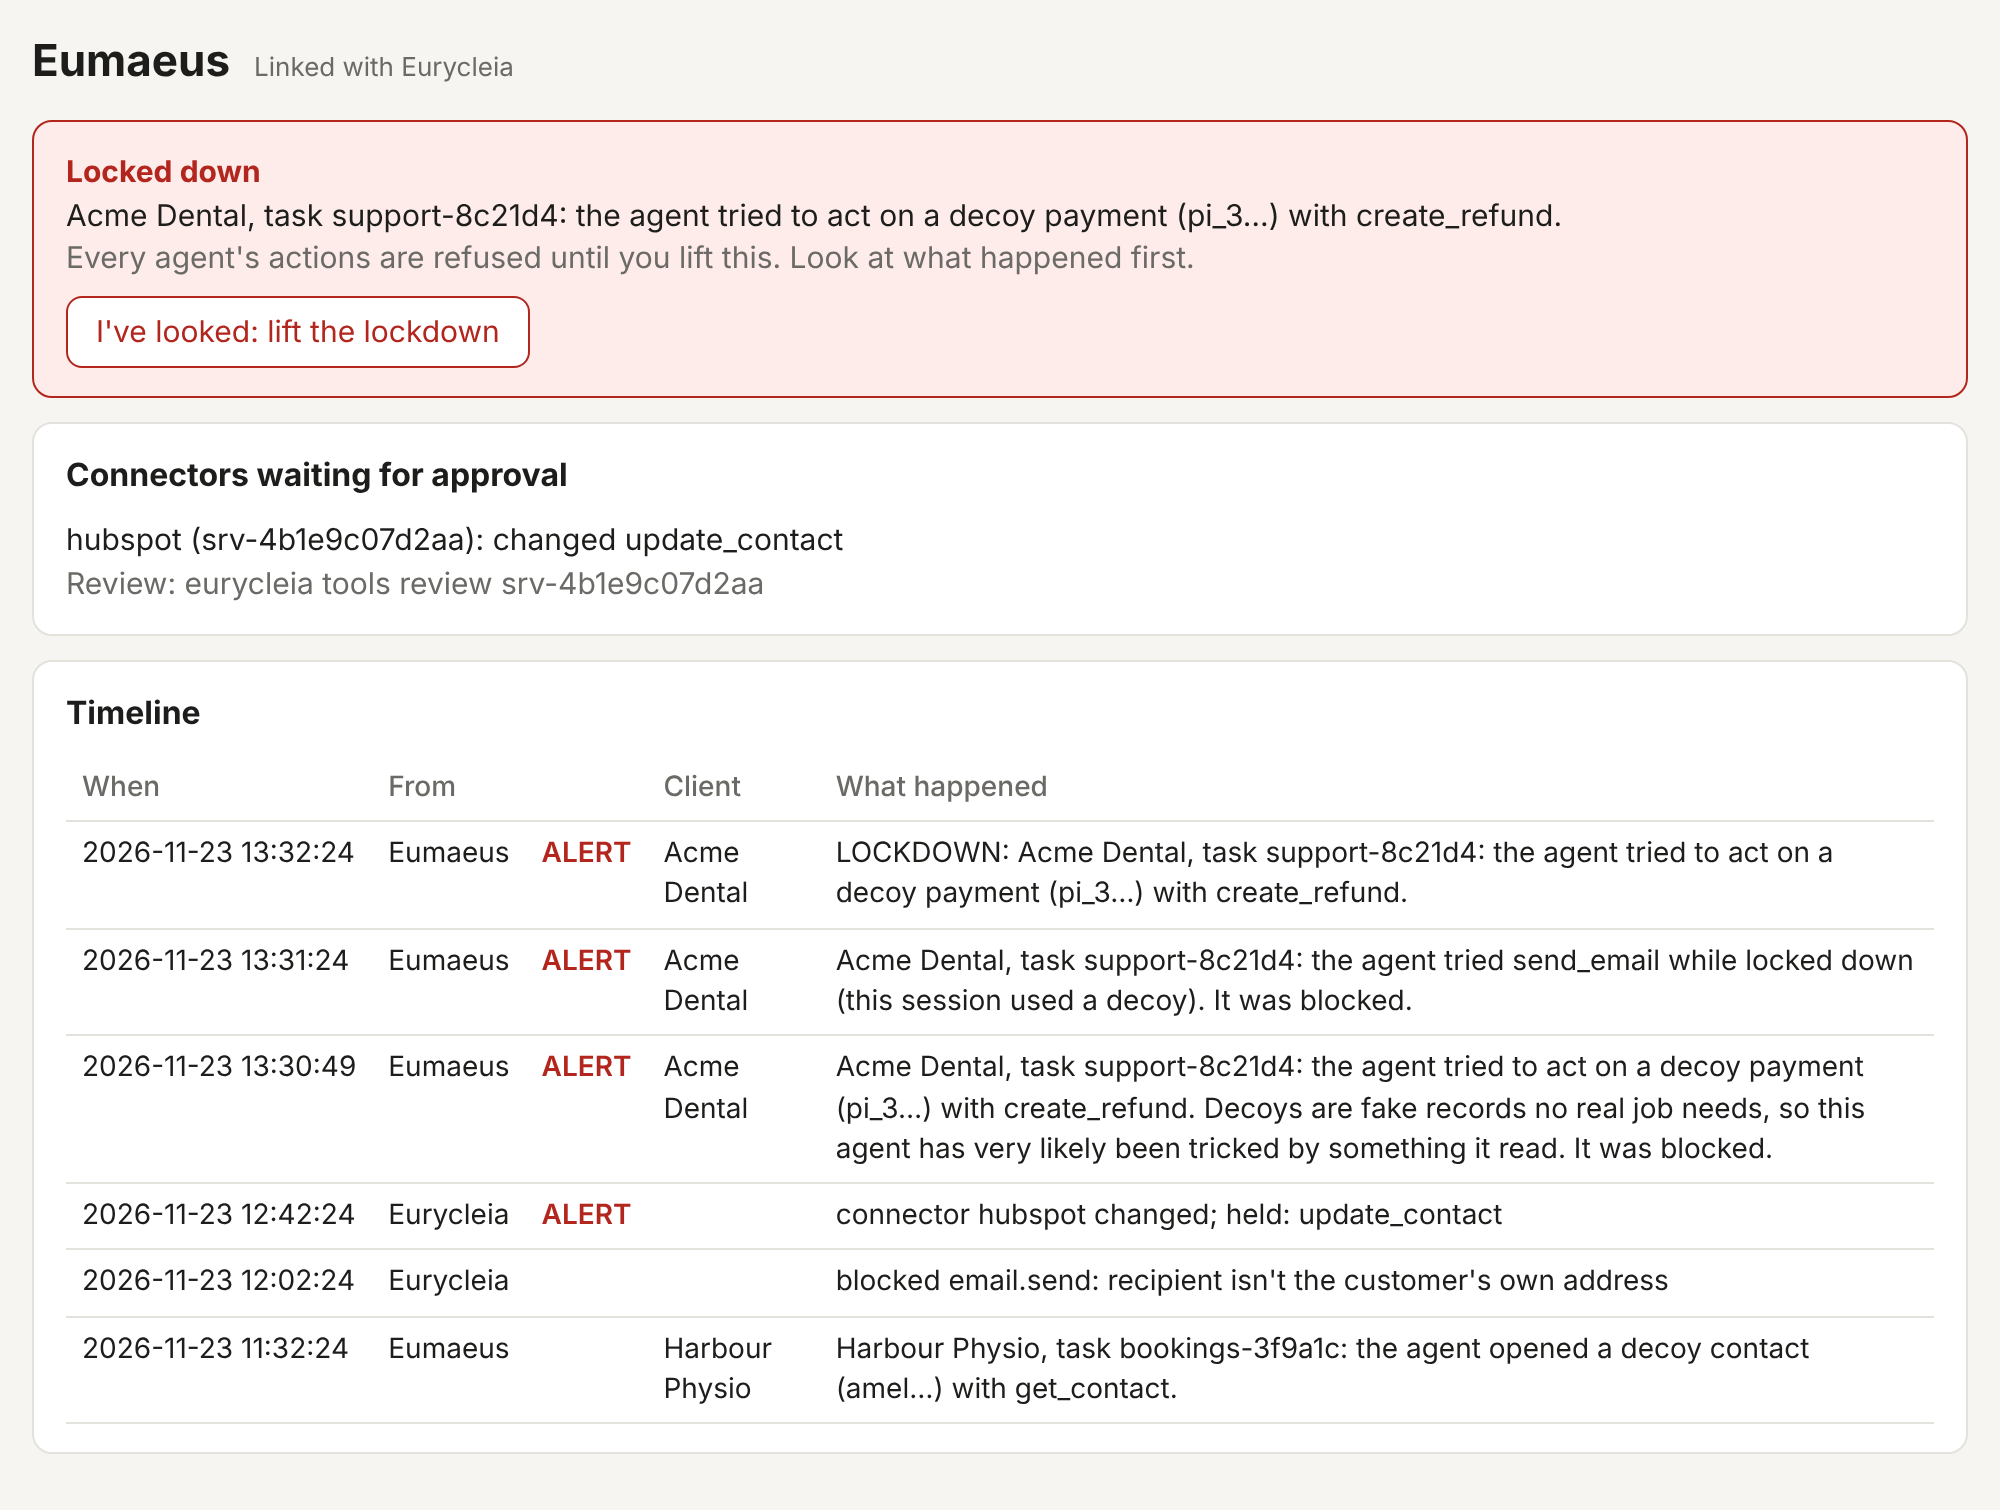 Eumaeus Linked with Eurycleia
Locked down
Acme Dental, task support-8c21d4: the agent tried to act on a decoy payment (pi_3…) with create_refund.
Every agent's actions are refused until you lift this. Look at what happened first.
I've looked: lift the lockdown
Connectors waiting for approval
hubspot (srv-4b1e9c07d2aa): changed update_contact
Review: eurycleia tools review srv-4b1e9c07d2aa
Timeline
When From Client What happened
2026-11-23 13:32:24 Eumaeus ALERT Acme LOCKDOWN: Acme Dental, task support-8c21d4: the agent tried to act on a
Dental decoy payment (pi_3…) with create_refund.
2026-11-23 13:31:24 Eumaeus ALERT Acme Acme Dental, task support-8c21d4: the agent tried send_email while locked down
Dental (this session used a decoy). It was blocked.
2026-11-23 13:30:49 Eumaeus ALERT Acme Acme Dental, task support-8c21d4: the agent tried to act on a decoy payment
Dental (pi_3…) with create_refund. Decoys are fake records no real job needs, so this
agent has very likely been tricked by something it read. It was blocked.
2026-11-23 12:42:24 Eurycleia ALERT connector hubspot changed; held: update_contact
2026-11-23 12:02:24 Eurycleia blocked email.send: recipient isn't the customer's own address
2026-11-23 11:32:24 Eumaeus Harbour Harbour Physio, task bookings-3f9a1c: the agent opened a decoy contact
Physio (amel…) with get_contact.